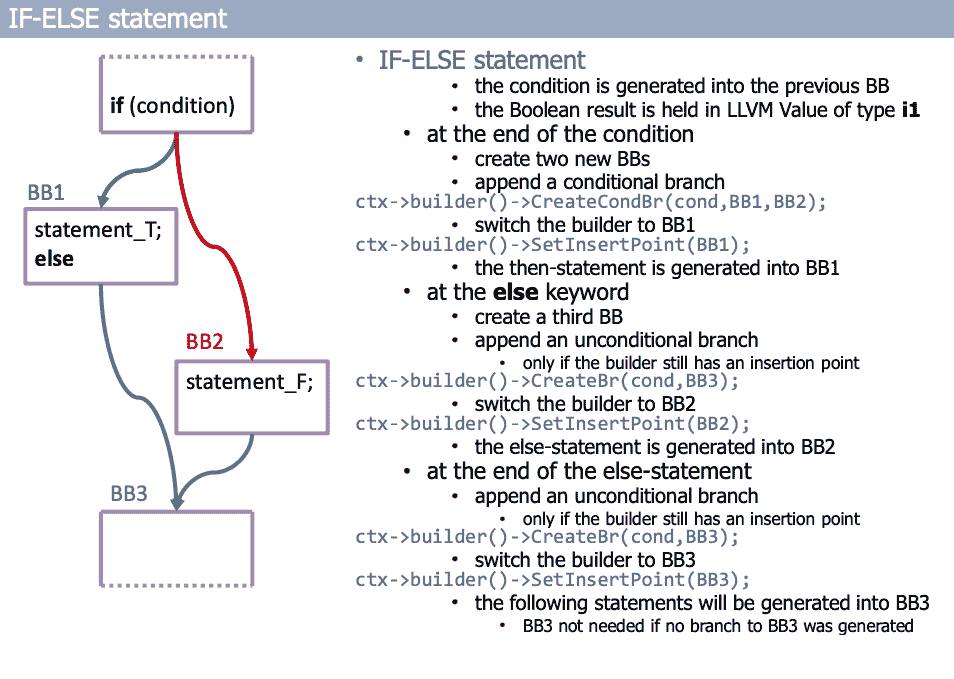 IF-ELSE statement
if (condition)
BB1
statement_T;
else
BB2
statement_F;
BB3
• IF-ELSE statement
• the condition is generated into the previous BB
• the Boolean result is held in LLVM Value of type i1
• at the end of the condition
• create two new BBs
• append a conditional branch
ctx->builder()->CreateCondBr(cond,BB1,BB2);
• switch the builder to BB1
ctx->builder()->SetInsertPoint(BB1);
• the then-statement is generated into BB1
• at the else keyword
• create a third BB
• append an unconditional branch
• only if the builder still has an insertion point
ctx->builder()->CreateBr(cond,BB3);
• switch the builder to BB2
ctx->builder()->SetInsertPoint(BB2);
• the else-statement is generated into BB2
• at the end of the else-statement
• append an unconditional branch
• only if the builder still has an insertion point
ctx->builder()->CreateBr(cond,BB3);
• switch the builder to BB3
ctx->builder()->SetInsertPoint(BB3);
• the following statements will be generated into BB3
• BB3 not needed if no branch to BB3 was generated